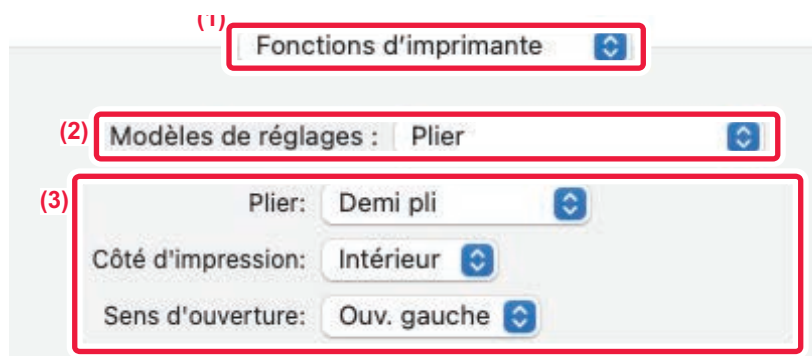 (1)
Fonctions d'imprimante
(2) Modèles de réglages : Plier
(3) Plier: Demi pli
Côté d'impression: Intérieur
Sens d'ouverture: Ouv. gauche